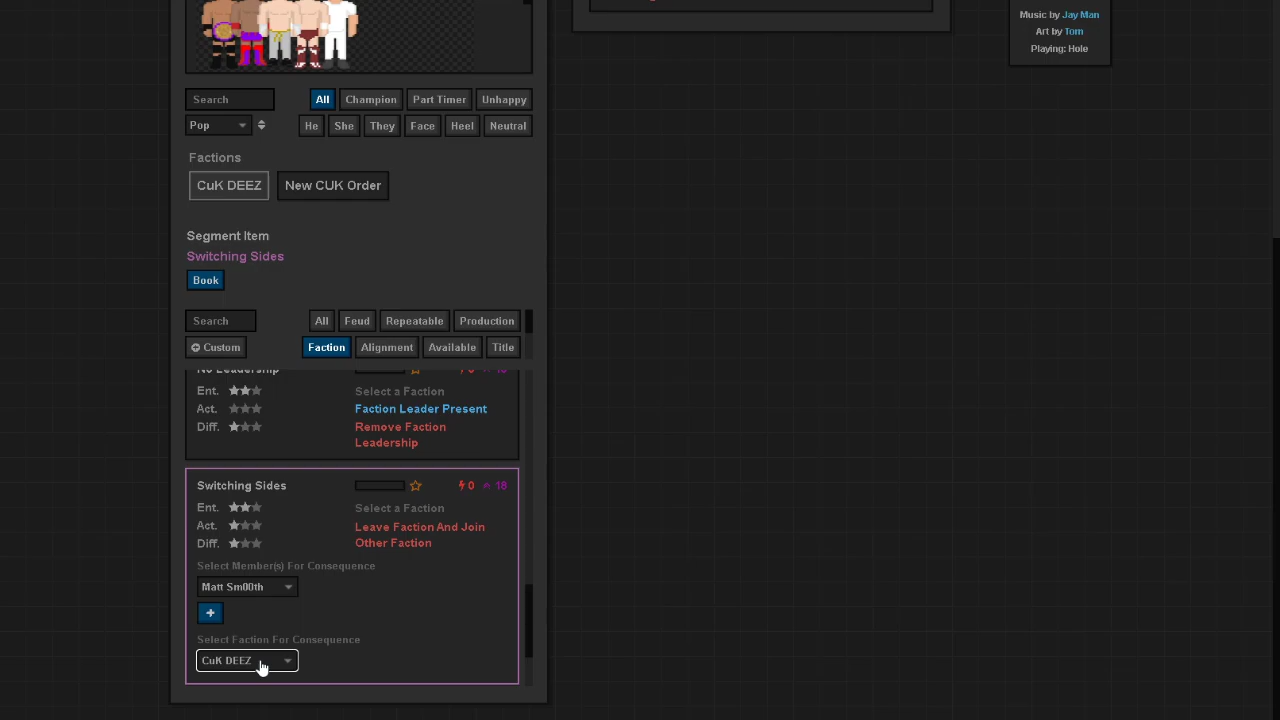 Music by Jay Man
Art by Tom
Playing: Hole
Search
All Champion Part Timer Unhappy
Pop
He She They Face Heel Neutral
Factions
CuK DEEZ New CUK Order
Segment Item
Switching Sides
Book
Search
All Feud Repeatable Production
Custom
Faction Alignment Available Title
No Leadership
Ent. Select a Faction
Act. Faction Leader Present
Diff. Remove Faction
Leadership
Switching Sides 0 18
Ent. Select a Faction
Act. Leave Faction And Join
Diff. Other Faction
Select Member(s) For Consequence
Matt Sm00th
+
Select Faction For Consequence
CuK DEEZ